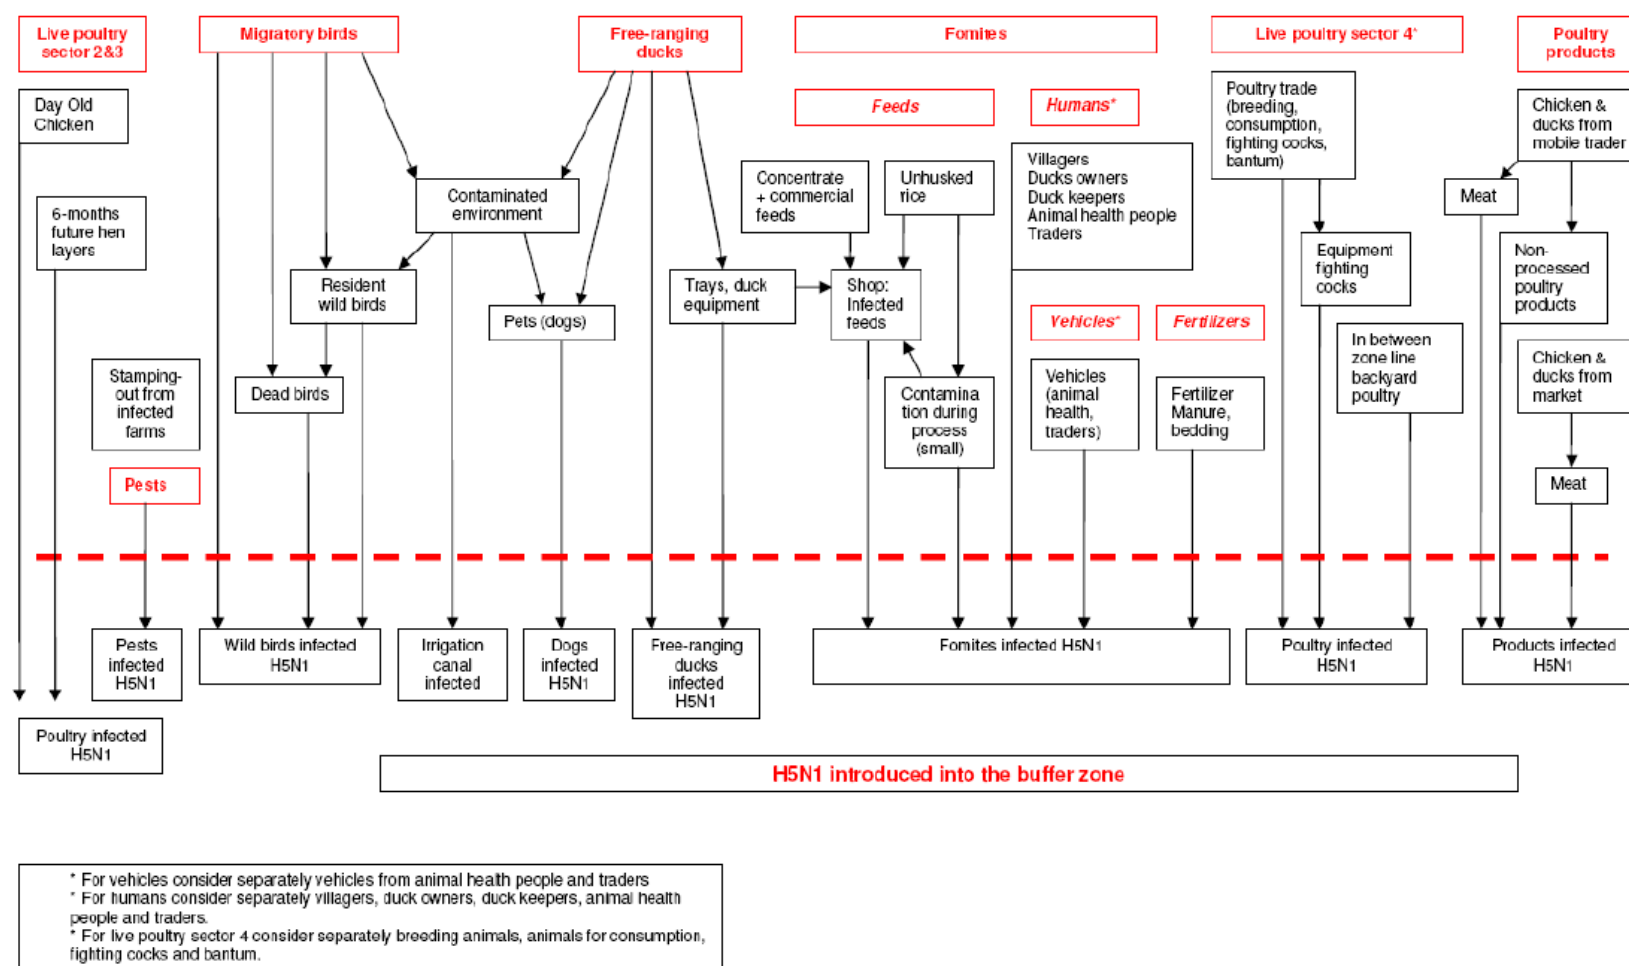 Live poultry
sector 2&3
Migratory birds
Free-ranging
ducks
Fomites
Live poultry sector 4*
Poultry
products
Day Old
Chicken
Feeds
Humans*
Poultry trade
(breeding,
consumption,
fighting cocks,
bantum)
Chicken &
ducks from
mobile trader
6-months
future hen
layers
Contaminated
environment
Concentrate
+ commercial
feeds
Unhusked
rice
Villagers
Ducks owners
Duck keepers
Animal health people
Traders
Meat
Resident
wild birds
Pets (dogs)
Trays, duck
equipment
Shop:
Infected
feeds
Equipment
fighting
cocks
Non-
processed
poultry
products
Vehicles*
Fertilizers
In between
zone line
backyard
poultry
Stamping-
out from
infected
farms
Dead birds
Contamina
tion during
process
(small)
Vehicles
(animal
health,
traders)
Fertilizer
Manure,
bedding
Chicken &
ducks from
market
Pests
Meat
Pests
infected
H5N1
Wild birds infected
H5N1
Irrigation
canal
infected
Dogs
infected
H5N1
Free-ranging
ducks
infected
H5N1
Fomites infected H5N1
Poultry infected
H5N1
Products infected
H5N1
Poultry infected
H5N1
H5N1 introduced into the buffer zone
* For vehicles consider separately vehicles from animal health people and traders
* For humans consider separately villagers, duck owners, duck keepers, animal health
people and traders.
* For live poultry sector 4 consider separately breeding animals, animals for consumption,
fighting cocks and bantum.